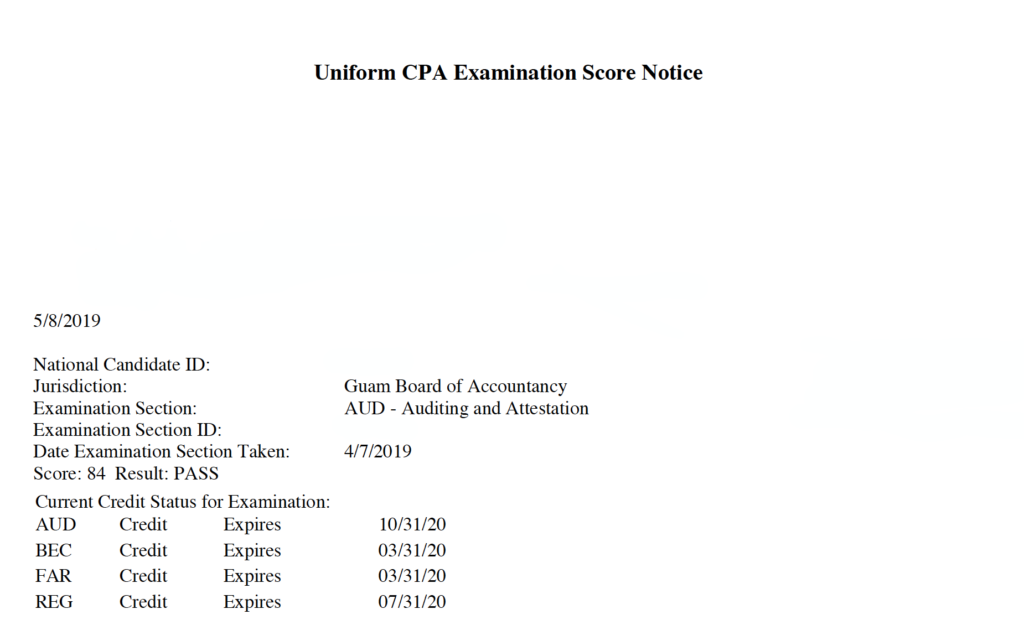 Uniform CPA Examination Score Notice
5/8/2019
National Candidate ID:
Jurisdiction: Guam Board of Accountancy
Examination Section: AUD - Auditing and Attestation
Examination Section ID:
Date Examination Section Taken: 4/7/2019
Score: 84 Result: PASS
Current Credit Status for Examination:
AUD Credit Expires 10/31/20
BEC Credit Expires 03/31/20
FAR Credit Expires 03/31/20
REG Credit Expires 07/31/20